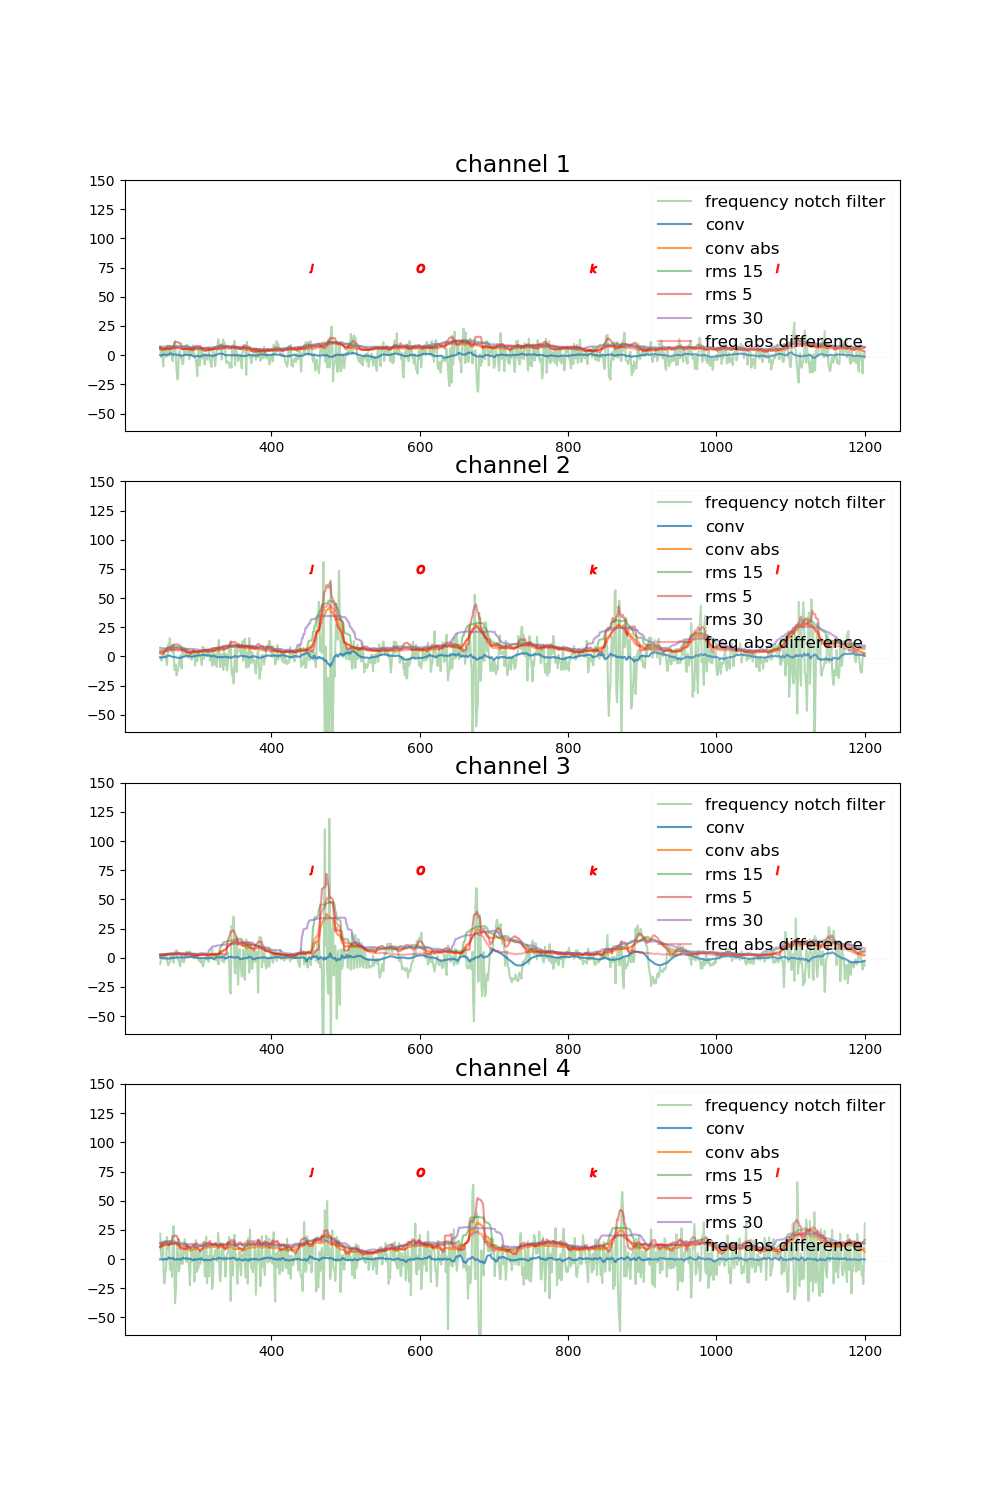 channel 1
150
125
100
75
50
25
0
−25
−50
frequency notch filter
conv
conv abs
rms 15
rms 5
rms 30
freq abs difference
J O k l
400 600 800 1000 1200
channel 2
150
125
100
75
50
25
0
−25
−50
frequency notch filter
conv
conv abs
rms 15
rms 5
rms 30
freq abs difference
J O k l
400 600 800 1000 1200
channel 3
150
125
100
75
50
25
0
−25
−50
frequency notch filter
conv
conv abs
rms 15
rms 5
rms 30
freq abs difference
J O k l
400 600 800 1000 1200
channel 4
150
125
100
75
50
25
0
−25
−50
frequency notch filter
conv
conv abs
rms 15
rms 5
rms 30
freq abs difference
J O k l
400 600 800 1000 1200